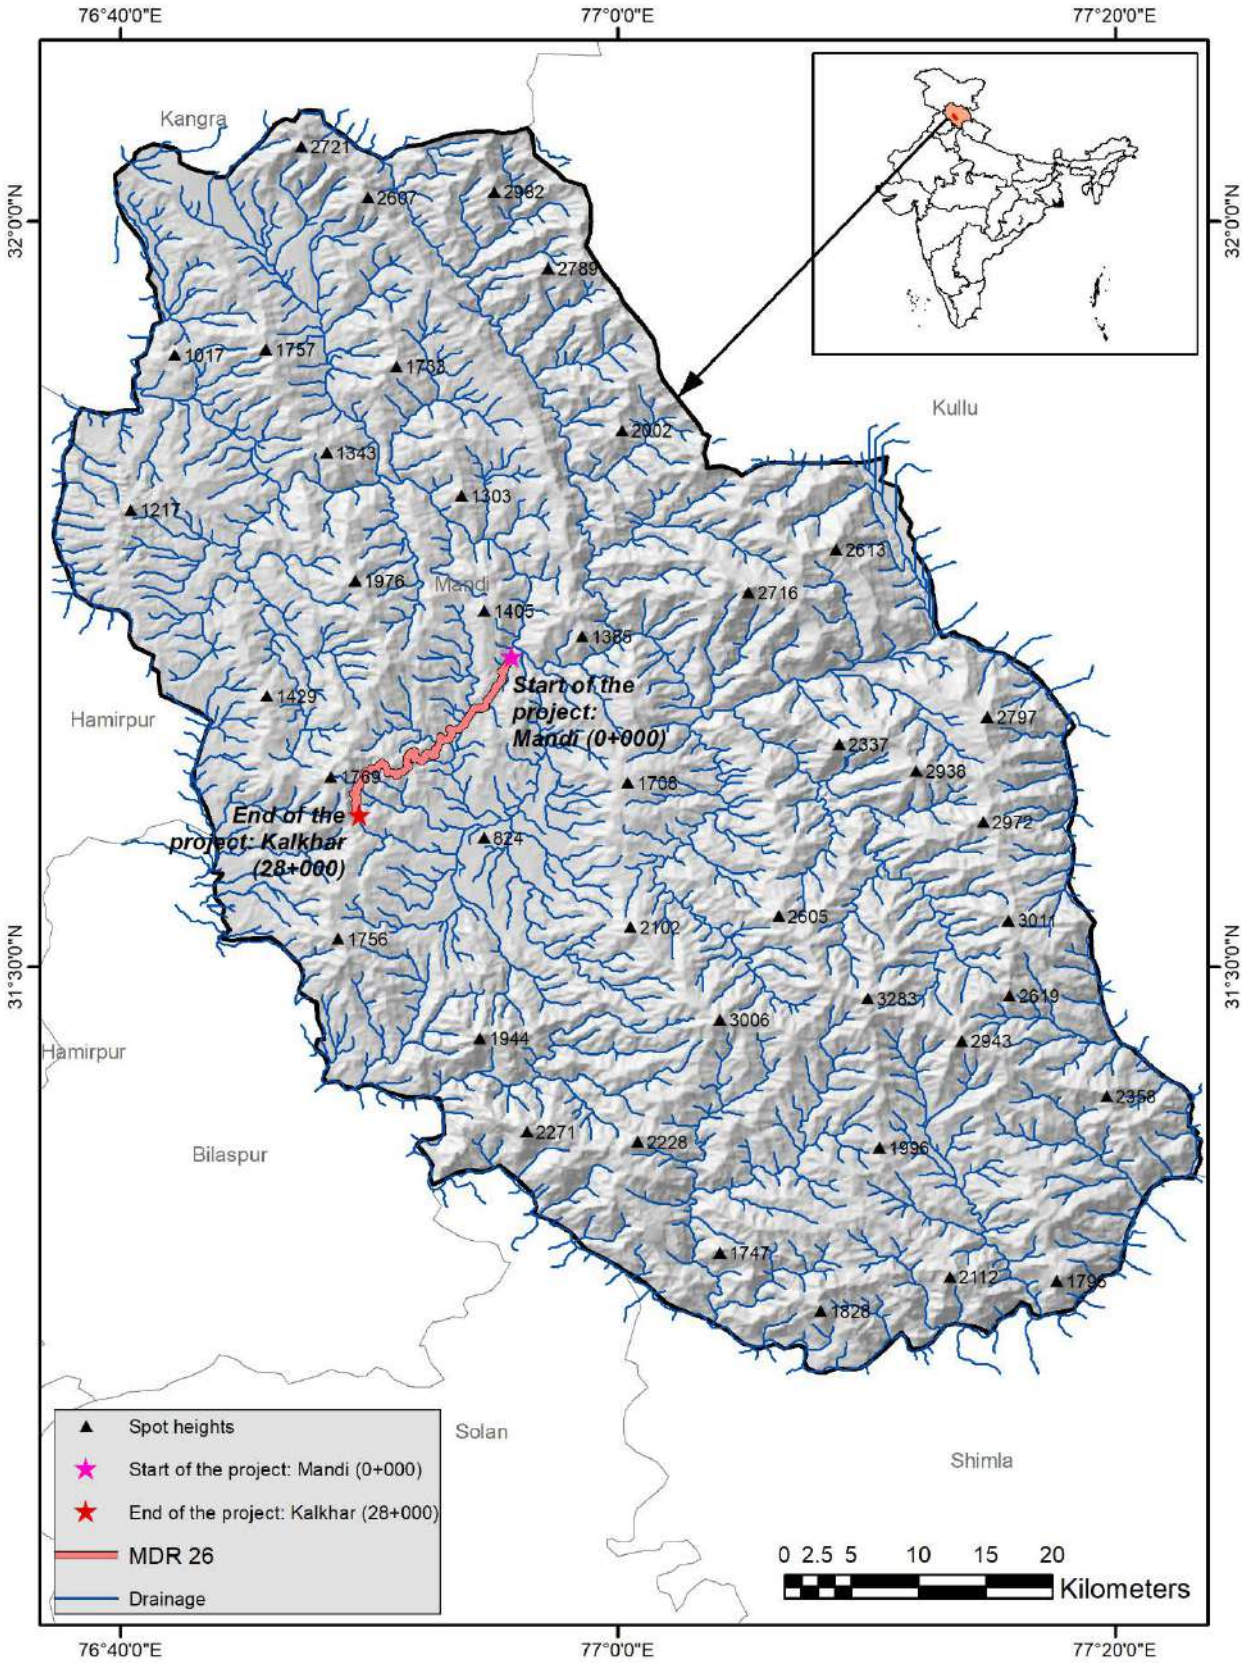 76°40'0"E
77°0'0"E
77°20'0"E
32°0'0"N
32°0'0"N
Kangra
2721
2607
2982
2789
1017
1757
1733
Kullu
2002
1343
1303
1217
2613
1976
Mandi
2716
1405
1385
Start of the
project:
Mandi (0+000)
1429
Hamirpur
2797
2337
2938
1769
1708
End of the
project: Kalkhar
(28+000)
824
2972
2605
3011
2102
1756
31°30'0"N
31°30'0"N
3283
2619
3006
1944
2943
Hamirpur
2358
2271
2228
1996
Bilaspur
1747
2112
1795
1828
Solan
Shimla
Spot heights
Start of the project: Mandi (0+000)
End of the project: Kalkhar (28+000)
MDR 26
Drainage
0 2.5 5 10 15 20
Kilometers
76°40'0"E
77°0'0"E
77°20'0"E